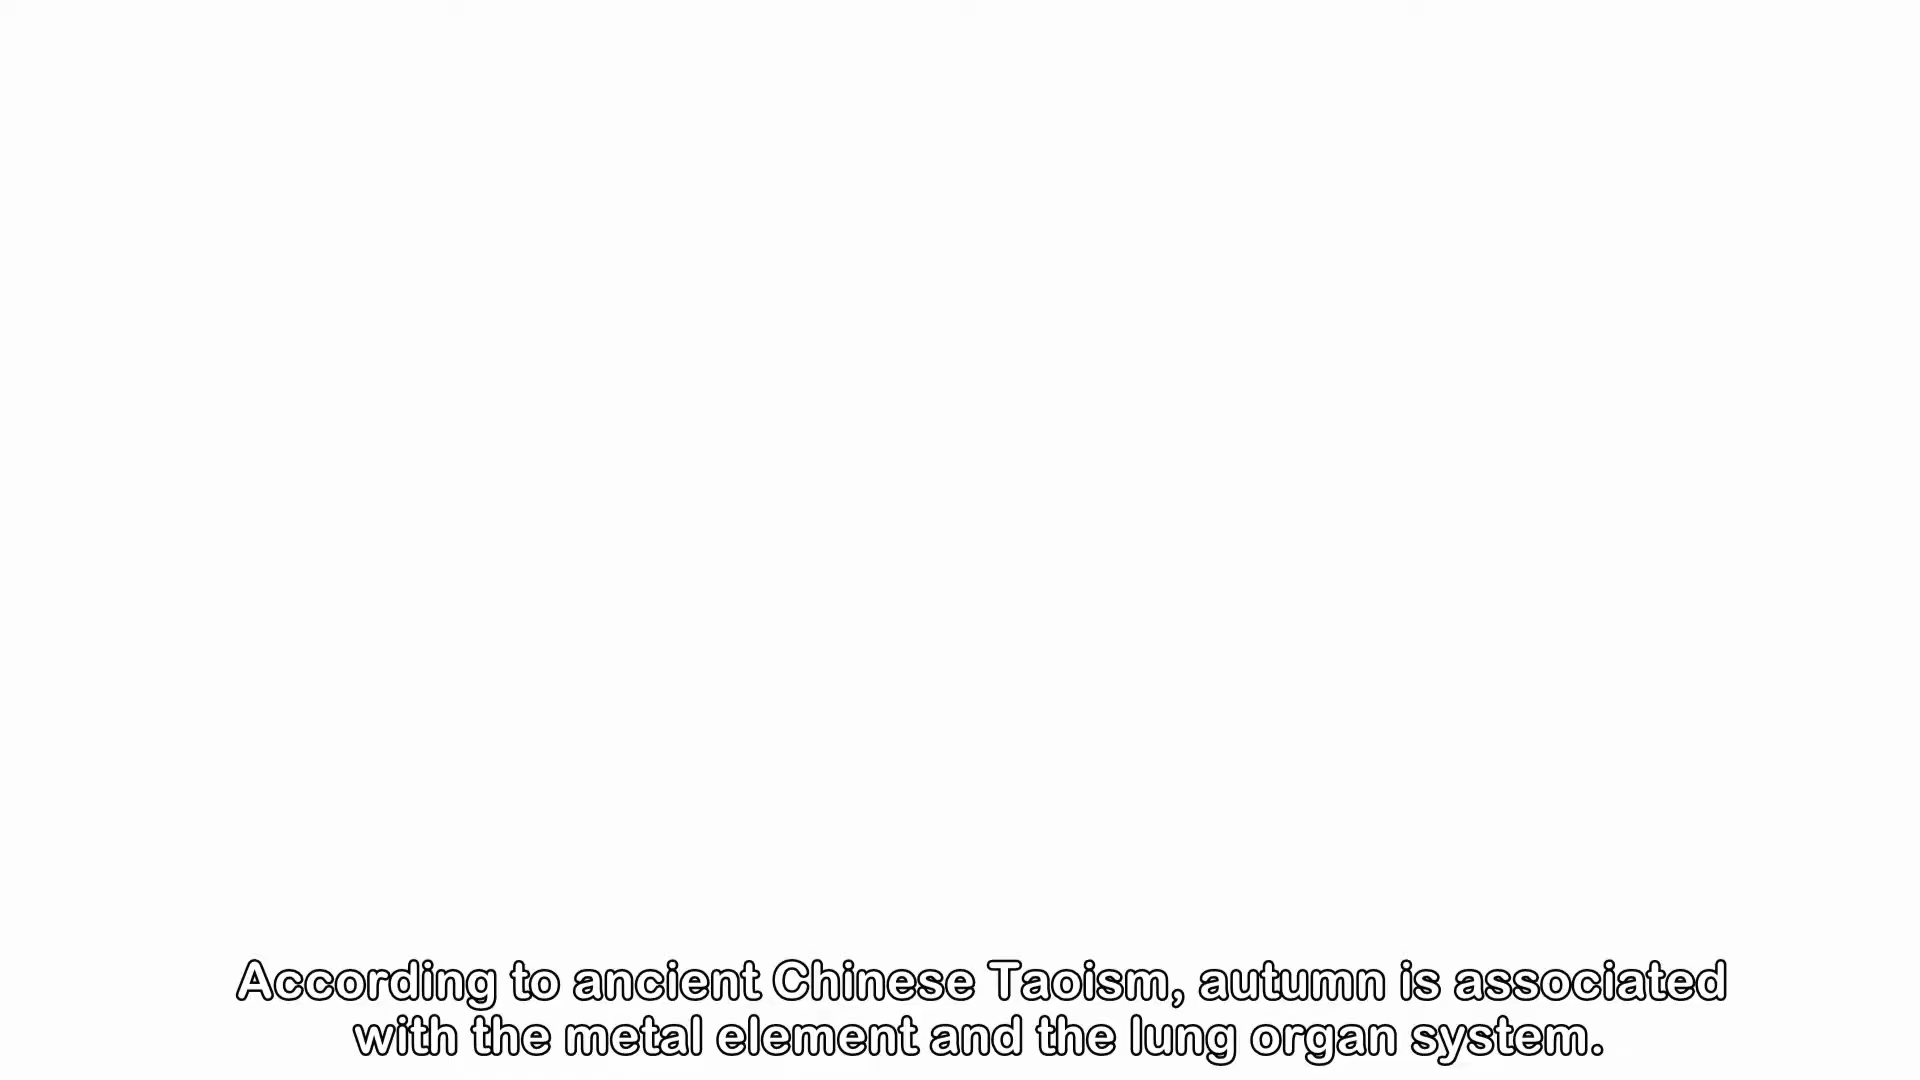 According to ancient Chinese Taoism, autumn is associated
with the metal element and the lung organ system.